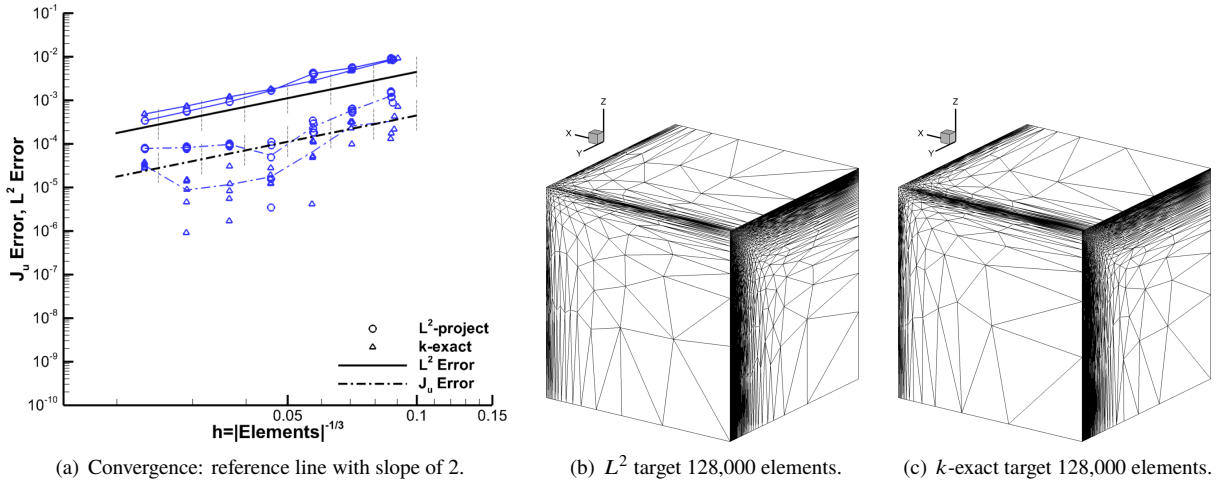 J_u Error, L² Error
10⁻¹
10⁻²
10⁻³
10⁻⁴
10⁻⁵
10⁻⁶
10⁻⁷
10⁻⁸
10⁻⁹
10⁻¹⁰
L²-project
k-exact
L² Error
J_u Error
0.05
0.1
0.15
h=|Elements|⁻¹ᐟ³
Z
X
Y
Z
X
Y
(a) Convergence: reference line with slope of 2.
(b) L² target 128,000 elements.
(c) k-exact target 128,000 elements.